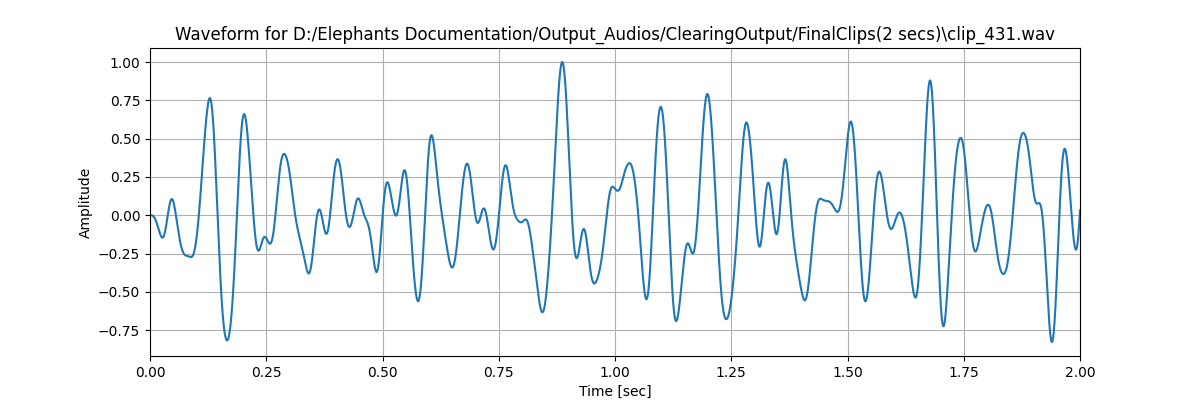 Waveform for D:/Elephants Documentation/Output_Audios/ClearingOutput/FinalClips(2 secs)\clip_431.wav
1.00
0.75
0.50
0.25
0.00
−0.25
−0.50
−0.75
Amplitude
0.00 0.25 0.50 0.75 1.00 1.25 1.50 1.75 2.00
Time [sec]